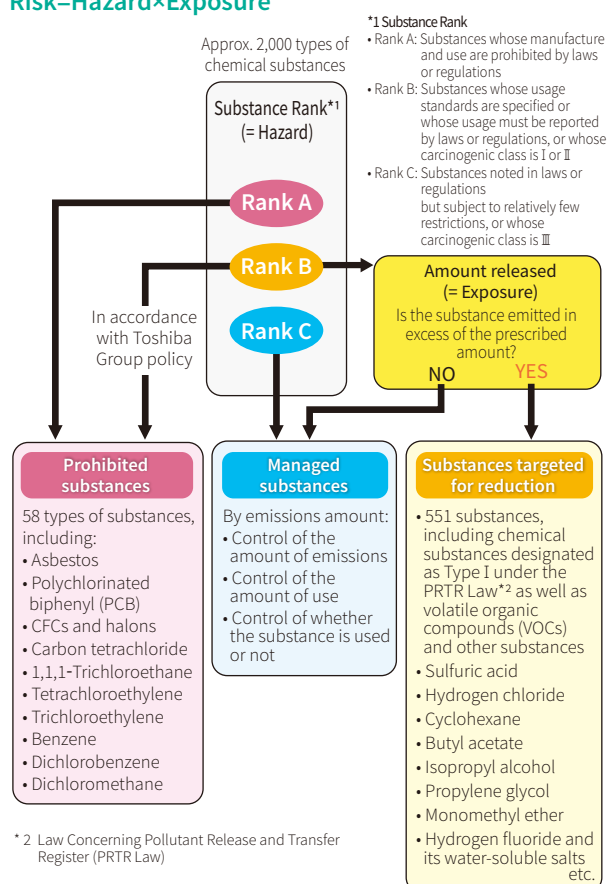 Risk=Hazard×Exposure
Approx. 2,000 types of
chemical substances
Substance Rank*1
(= Hazard)
Rank A
Rank B
Rank C
*1 Substance Rank
• Rank A: Substances whose manufacture
and use are prohibited by laws
or regulations
• Rank B: Substances whose usage
standards are specified or
whose usage must be reported
by laws or regulations, or whose
carcinogenic class is Ⅰ or Ⅱ
• Rank C: Substances noted in laws or
regulations
but subject to relatively few
restrictions, or whose
carcinogenic class is Ⅲ
In accordance
with Toshiba
Group policy
Amount released
(= Exposure)
Is the substance emitted in
excess of the prescribed
amount?
NO
YES
Prohibited
substances
58 types of substances,
including:
• Asbestos
• Polychlorinated
biphenyl (PCB)
• CFCs and halons
• Carbon tetrachloride
• 1,1,1-Trichloroethane
• Tetrachloroethylene
• Trichloroethylene
• Benzene
• Dichlorobenzene
• Dichloromethane
Managed
substances
By emissions amount:
• Control of the
amount of emissions
• Control of the
amount of use
• Control of whether
the substance is used
or not
Substances targeted
for reduction
• 551 substances,
including chemical
substances designated
as Type I under the
PRTR Law*2 as well as
volatile organic
compounds (VOCs)
and other substances
• Sulfuric acid
• Hydrogen chloride
• Cyclohexane
• Butyl acetate
• Isopropyl alcohol
• Propylene glycol
• Monomethyl ether
• Hydrogen fluoride and
its water-soluble salts
etc.
* 2 Law Concerning Pollutant Release and Transfer
Register (PRTR Law)